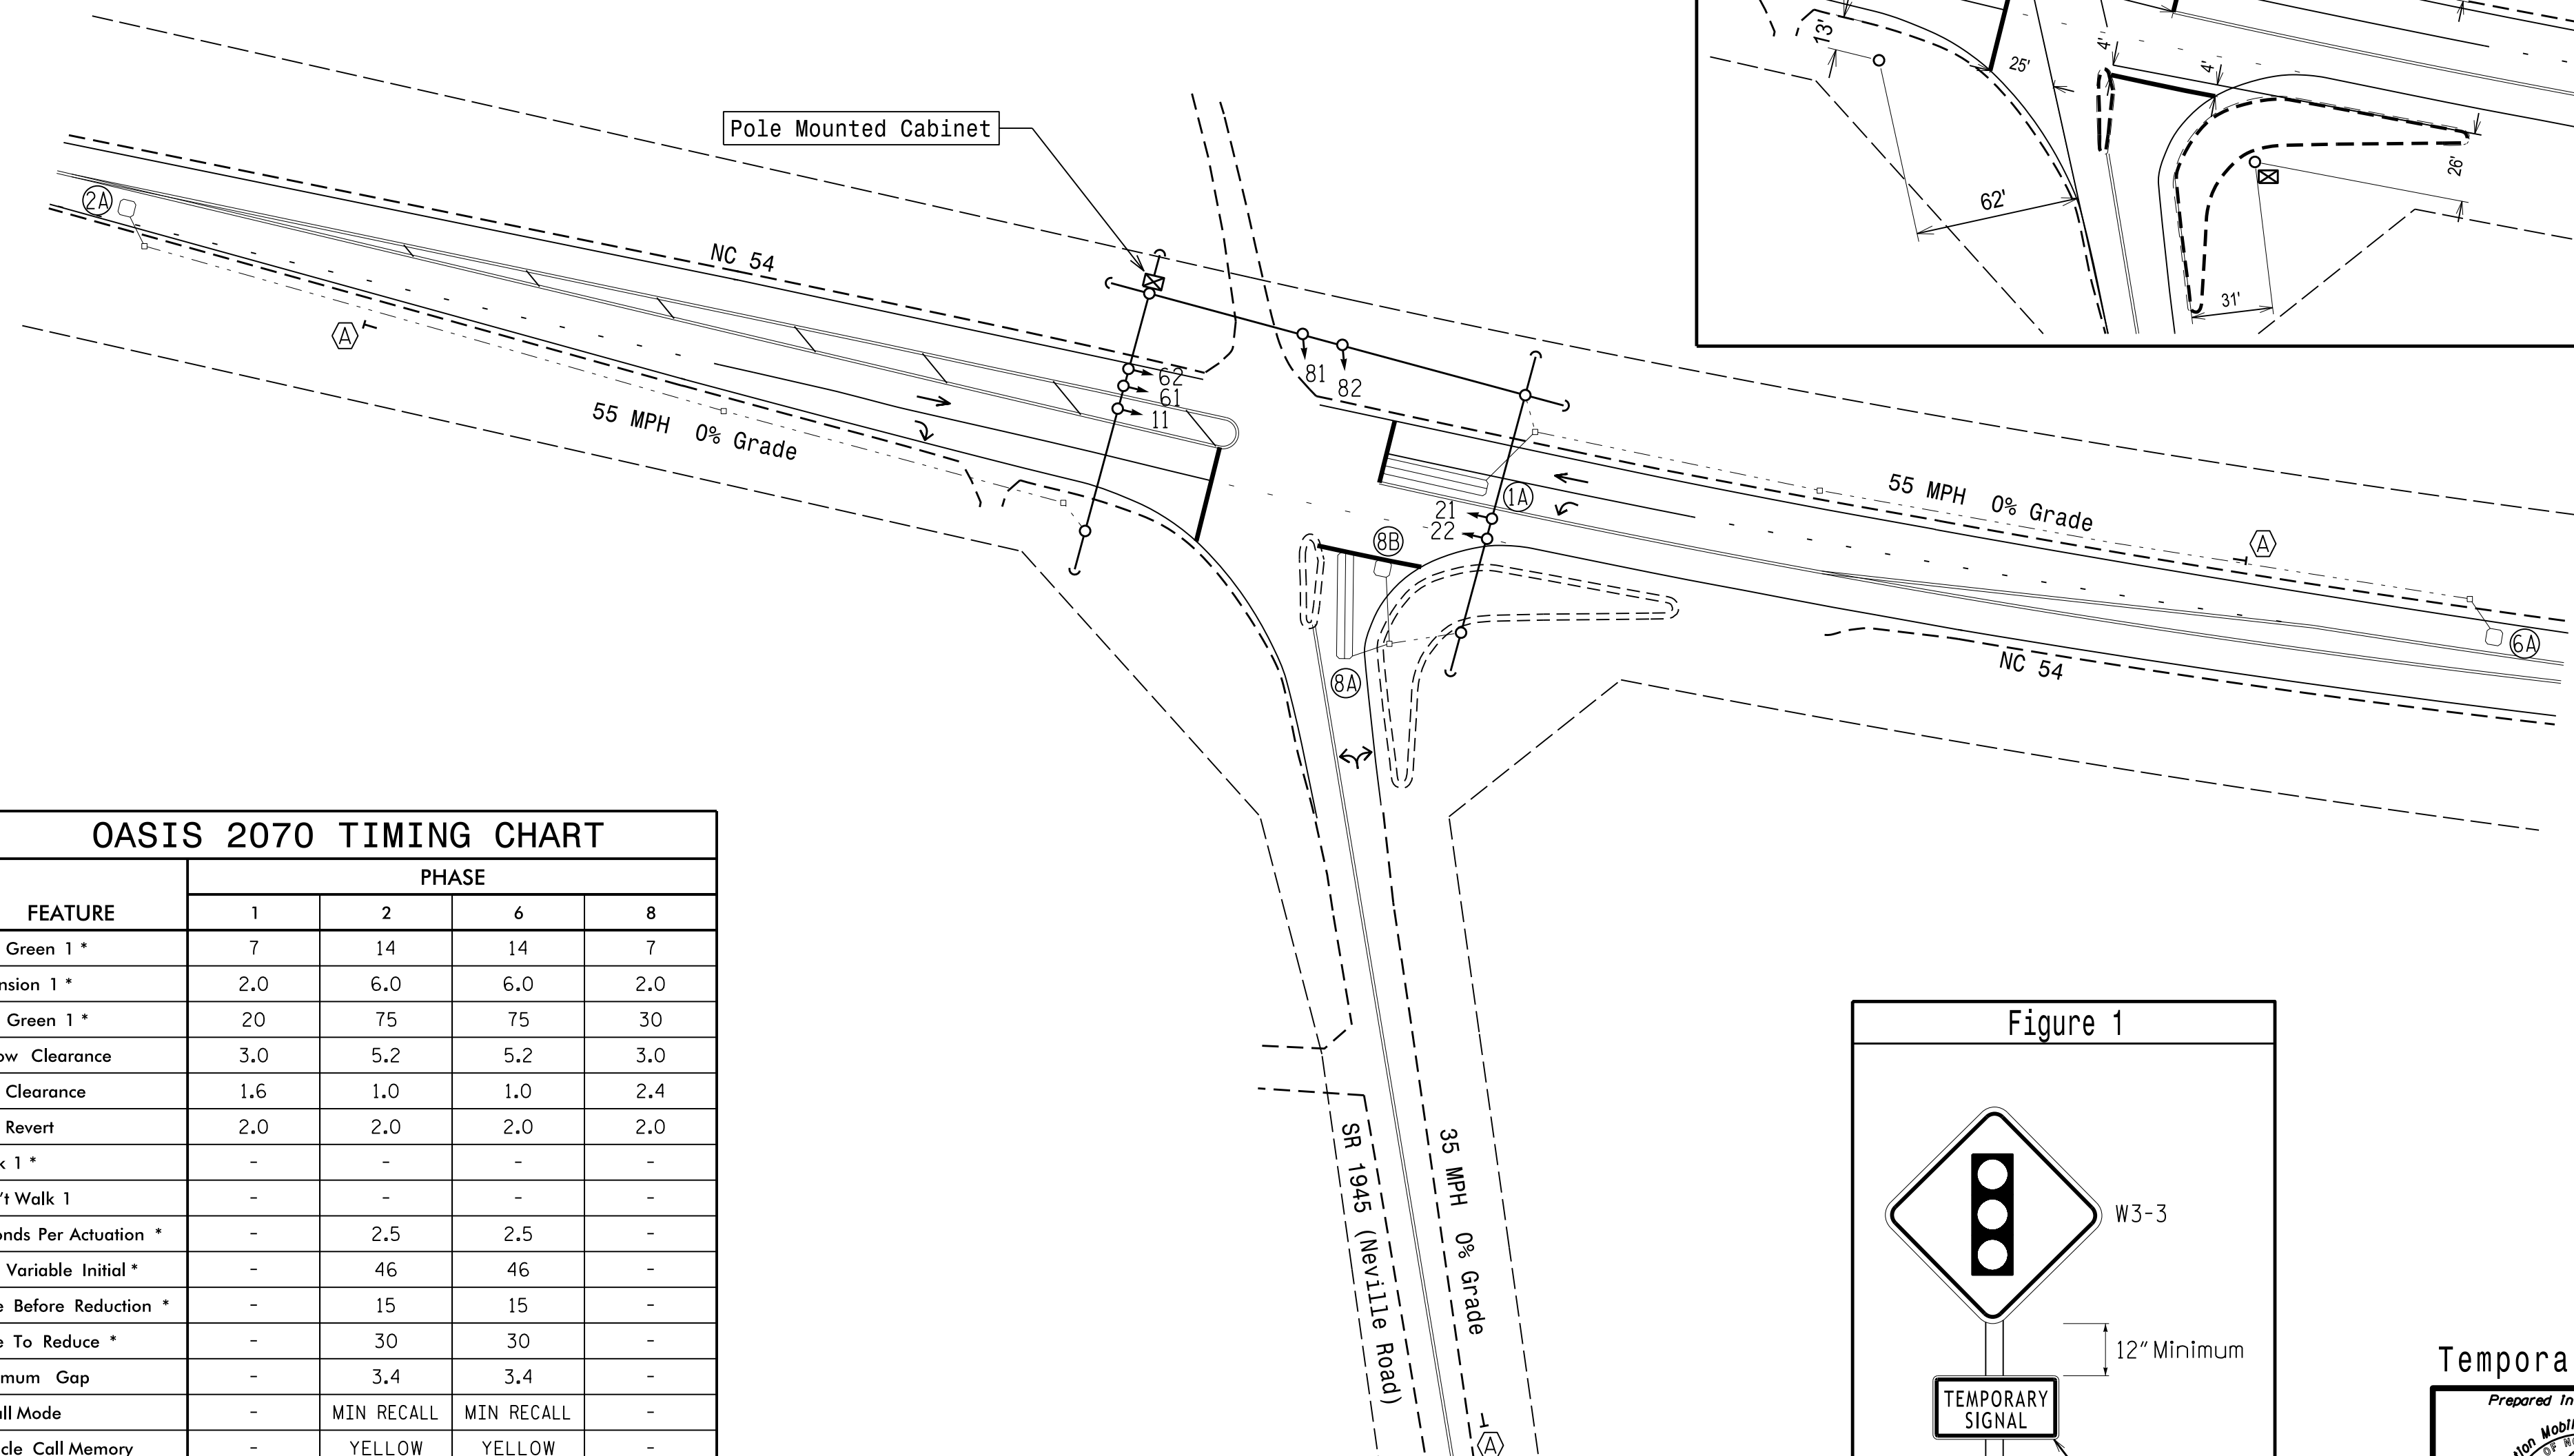 13'
25'
4'
4'
26'
62'
31'
Pole Mounted Cabinet
2A
NC 54
A
81
82
62
61
11
55 MPH 0% Grade
55 MPH 0% Grade
1A
21
22
8B
A
6A
NC 54
8A
OASIS 2070 TIMING CHART
FEATURE
PHASE
1 2 6 8
Green 1 * 7 14 14 7
nsion 1 * 2.0 6.0 6.0 2.0
Green 1 * 20 75 75 30
ow Clearance 3.0 5.2 5.2 3.0
Clearance 1.6 1.0 1.0 2.4
Revert 2.0 2.0 2.0 2.0
k 1 * - - - -
't Walk 1 - - - -
onds Per Actuation * - 2.5 2.5 -
Variable Initial * - 46 46 -
e Before Reduction * - 15 15 -
e To Reduce * - 30 30 -
mum Gap - 3.4 3.4 -
all Mode - MIN RECALL MIN RECALL -
cle Call Memory - YELLOW YELLOW -
SR 1945 (Neville Road)
35 MPH 0% Grade
A
Figure 1
W3-3
12" Minimum
TEMPORARY
SIGNAL
Tempora
Prepared in